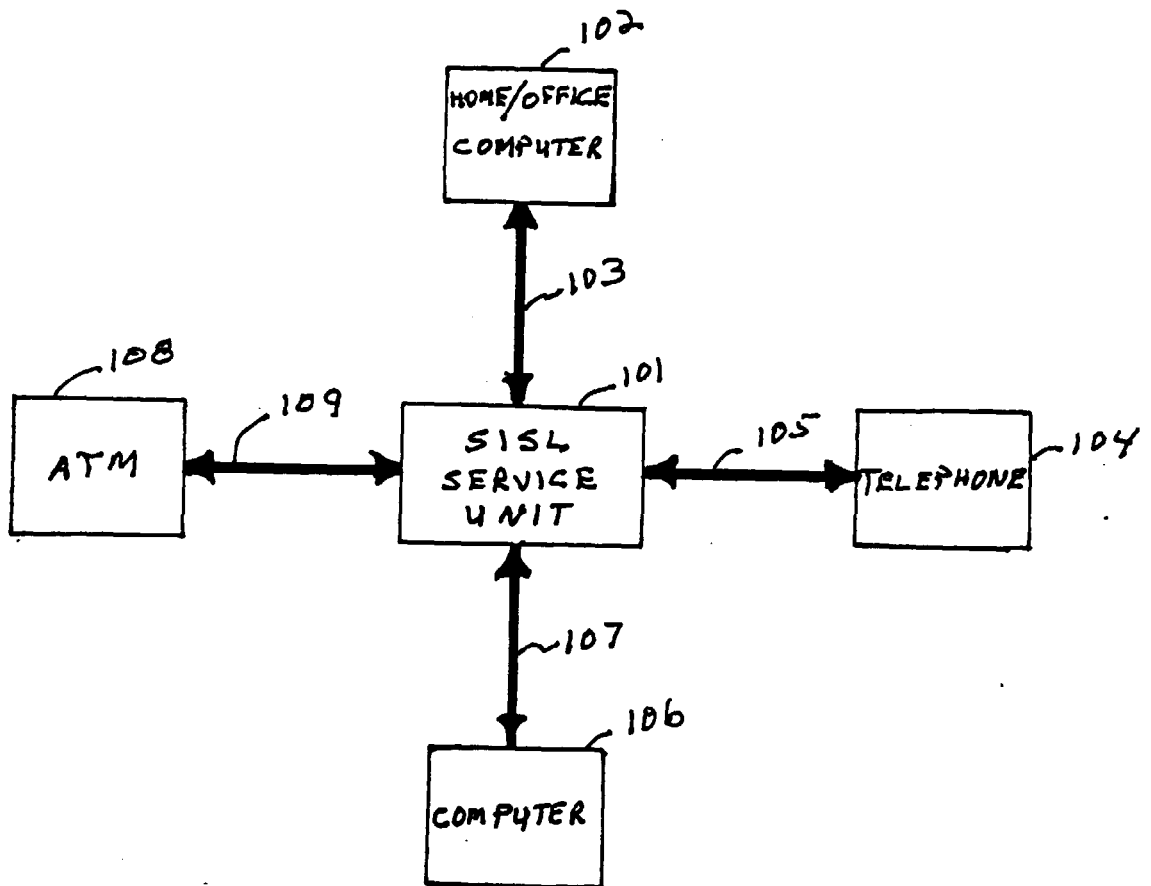 102
HOME/OFFICE
COMPUTER
103
108
109
101
ATM
SISL
SERVICE
UNIT
105
104
TELEPHONE
107
106
COMPUTER